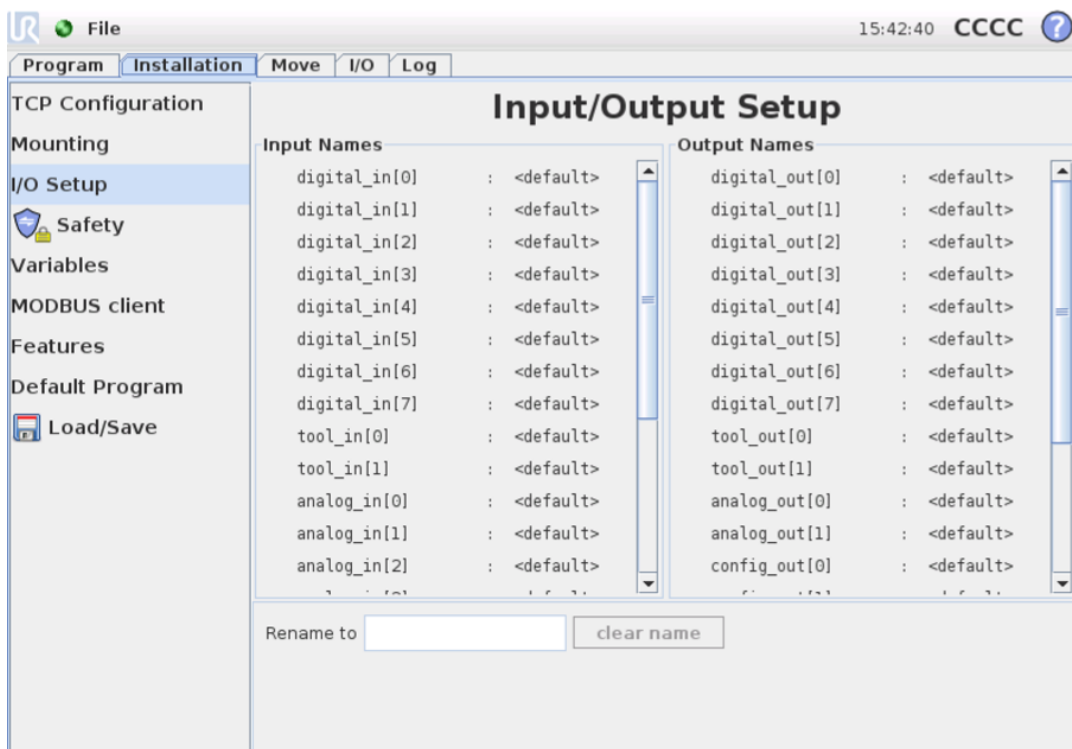 UR File 15:42:40 CCCC ?
Program Installation Move I/O Log
TCP Configuration
Mounting
I/O Setup
Safety
Variables
MODBUS client
Features
Default Program
Load/Save
Input/Output Setup
Input Names
digital_in[0] : <default>
digital_in[1] : <default>
digital_in[2] : <default>
digital_in[3] : <default>
digital_in[4] : <default>
digital_in[5] : <default>
digital_in[6] : <default>
digital_in[7] : <default>
tool_in[0] : <default>
tool_in[1] : <default>
analog_in[0] : <default>
analog_in[1] : <default>
analog_in[2] : <default>
Output Names
digital_out[0] : <default>
digital_out[1] : <default>
digital_out[2] : <default>
digital_out[3] : <default>
digital_out[4] : <default>
digital_out[5] : <default>
digital_out[6] : <default>
digital_out[7] : <default>
tool_out[0] : <default>
tool_out[1] : <default>
analog_out[0] : <default>
analog_out[1] : <default>
config_out[0] : <default>
Rename to
clear name